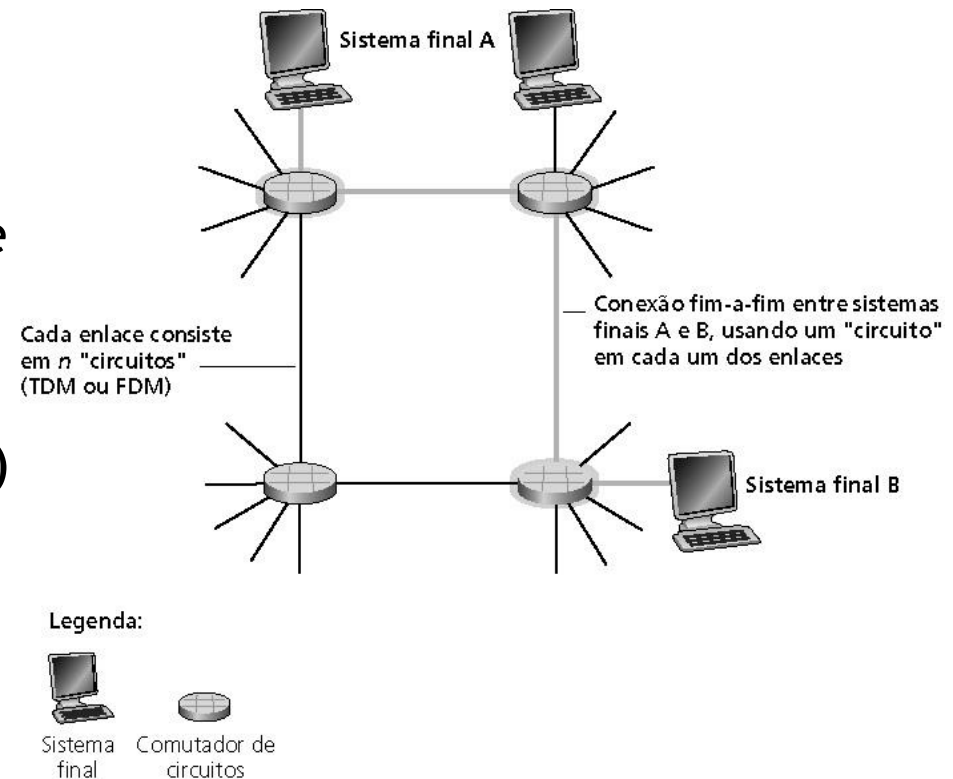 Sistema final A
e
Conexão fim-a-fim entre sistemas
finais A e B, usando um "circuito"
em cada um dos enlaces
Cada enlace consiste
em n "circuitos"
(TDM ou FDM)
)
Sistema final B
Legenda:
Sistema
final
Comutador de
circuitos